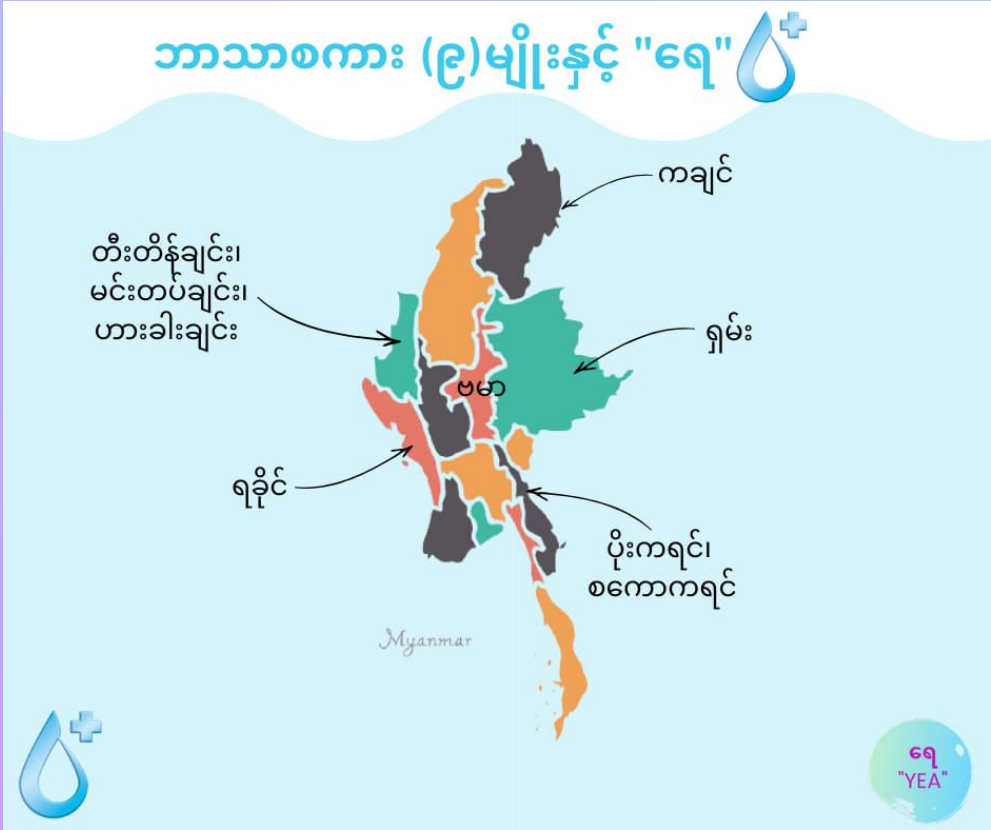 ဘာသာစကား (၉)မျိုးနှင့် "ရေ"
ကချင်
တီးတိန်ချင်း၊
မင်းတပ်ချင်း၊
ဟားခါးချင်း
ရှမ်း
ဗမာ
ရခိုင်
ပိုးကရင်၊
စကောကရင်
Myanmar
ရေ
"YEA"